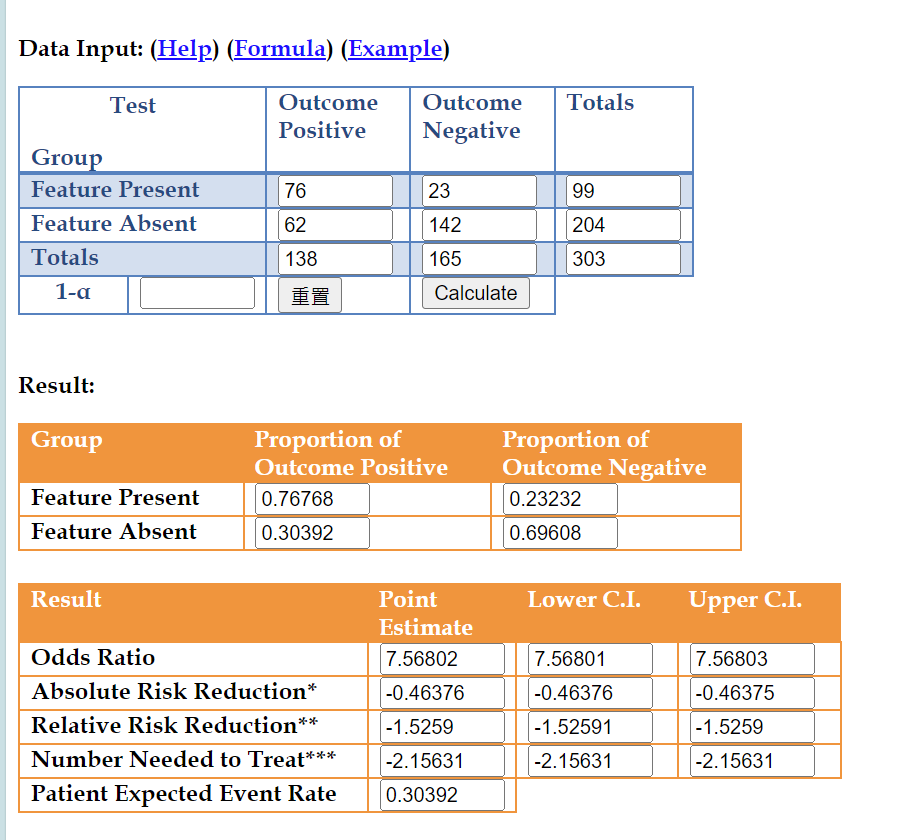 Data Input: (Help) (Formula) (Example)
Test
Group
Outcome Positive
Outcome Negative
Totals
Feature Present 76 23 99
Feature Absent 62 142 204
Totals 138 165 303
1-α 重置 Calculate
Result:
Group
Proportion of Outcome Positive
Proportion of Outcome Negative
Feature Present 0.76768 0.23232
Feature Absent 0.30392 0.69608
Result
Point Estimate
Lower C.I.
Upper C.I.
Odds Ratio 7.56802 7.56801 7.56803
Absolute Risk Reduction* -0.46376 -0.46376 -0.46375
Relative Risk Reduction** -1.5259 -1.52591 -1.5259
Number Needed to Treat*** -2.15631 -2.15631 -2.15631
Patient Expected Event Rate 0.30392